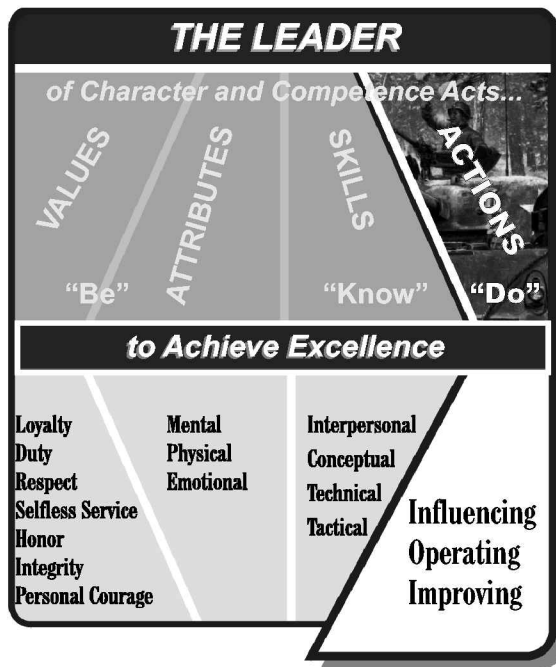 THE LEADER
of Character and Competence Acts...
VALUES
ATTRIBUTES
SKILLS
ACTIONS
“Be”
“Know”
“Do”
to Achieve Excellence
Loyalty
Duty
Respect
Selfless Service
Honor
Integrity
Personal Courage
Mental
Physical
Emotional
Interpersonal
Conceptual
Technical
Tactical
Influencing
Operating
Improving